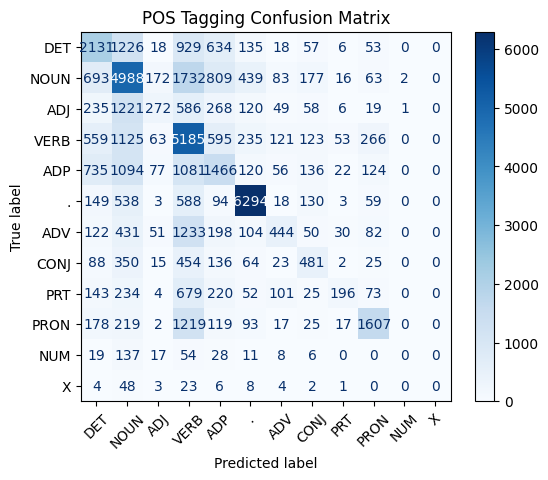 POS Tagging Confusion Matrix
DET 2131 1226 18 929 634 135 18 57 6 53 0 0
NOUN 693 4988 172 1732 809 439 83 177 16 63 2 0
ADJ 235 1221 272 586 268 120 49 58 6 19 1 0
VERB 559 1125 63 5185 595 235 121 123 53 266 0 0
ADP 735 1094 77 1081 1466 120 56 136 22 124 0 0
. 149 538 3 588 94 6294 18 130 3 59 0 0
ADV 122 431 51 1233 198 104 444 50 30 82 0 0
CONJ 88 350 15 454 136 64 23 481 2 25 0 0
PRT 143 234 4 679 220 52 101 25 196 73 0 0
PRON 178 219 2 1219 119 93 17 25 17 1607 0 0
NUM 19 137 17 54 28 11 8 6 0 0 0 0
X 4 48 3 23 6 8 4 2 1 0 0 0
DET NOUN ADJ VERB ADP . ADV CONJ PRT PRON NUM X
Predicted label
True label
6000
5000
4000
3000
2000
1000
0